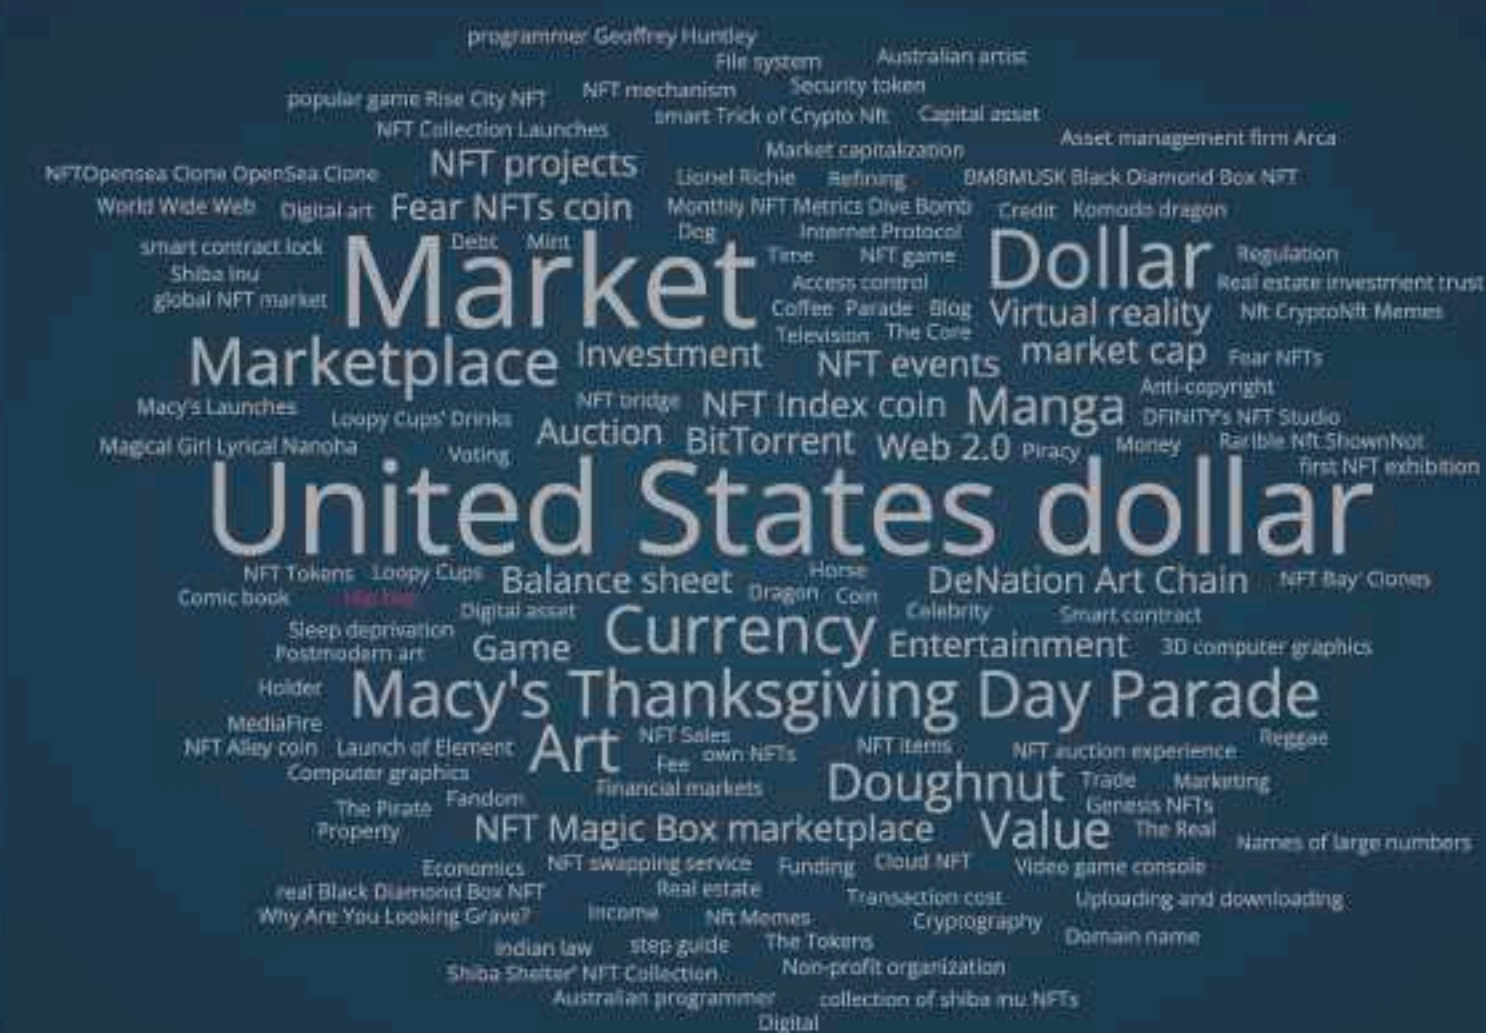 programmer Geoffrey Huntley
File system
Australian artist
popular game Rise City NFT
NFT mechanism
Security token
smart Trick of Crypto Nft
Capital asset
NFT Collection Launches
Asset management firm Arca
Market capitalization
NFT projects
NFTOpensea Clone OpenSea Clone
Lionel Richie
Refining
BMBMUSK Black Diamond Box NFT
World Wide Web
Digital art
Fear NFTs coin
Monthly NFT Metrics Dive Bomb
Credit
Komodo dragon
smart contract lock
Debt
Mint
Dog
Internet Protocol
Shiba Inu
Market
Time
NFT game
Dollar
Regulation
global NFT market
Access control
Real estate investment trust
Coffee
Parade
Blog
Virtual reality
Nft CryptoNft Memes
Television
The Core
Marketplace
Investment
NFT events
market cap
Fear NFTs
Anti-copyright
Macy's Launches
Loopy Cups' Drinks
NFT bridge
NFT Index coin
Manga
DFINITY's NFT Studio
Magical Girl Lyrical Nanoha
Voting
Auction
BitTorrent
Web 2.0
Piracy
Money
Rarible Nft ShownNot
first NFT exhibition
United States dollar
NFT Tokens
Loopy Cups
Balance sheet
Horse
DeNation Art Chain
NFT Bay' Clones
Comic book
Hip hop
Dragon
Coin
Digital asset
Celebrity
Smart contract
Sleep deprivation
Currency
Postmodern art
Game
Entertainment
3D computer graphics
Holder
Macy's Thanksgiving Day Parade
MediaFire
NFT Alley coin
Launch of Element
Art
NFT Sales
Fee
own NFTs
NFT items
NFT auction experience
Reggae
Computer graphics
Financial markets
Doughnut
Trade
Marketing
The Pirate
Fandom
Genesis NFTs
Property
NFT Magic Box marketplace
Value
The Real
Names of large numbers
Economics
NFT swapping service
Funding
Cloud NFT
Video game console
real Black Diamond Box NFT
Real estate
Transaction cost
Uploading and downloading
Why Are You Looking Grave?
Income
Nft Memes
Cryptography
Indian law
step guide
The Tokens
Domain name
Shiba Shelter' NFT Collection
Non-profit organization
Australian programmer
collection of shiba inu NFTs
Digital